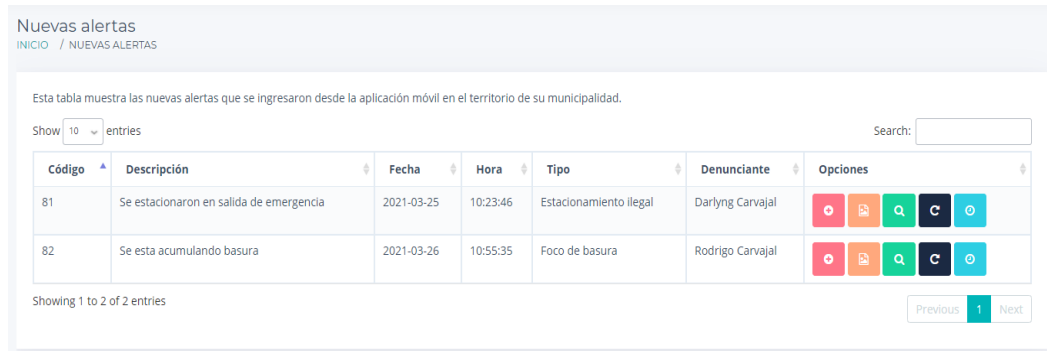 Nuevas alertas
INICIO / NUEVAS ALERTAS
Esta tabla muestra las nuevas alertas que se ingresaron desde la aplicación móvil en el territorio de su municipalidad.
Show 10 entries Search:
Código Descripción Fecha Hora Tipo Denunciante Opciones
81 Se estacionaron en salida de emergencia 2021-03-25 10:23:46 Estacionamiento ilegal Darlyng Carvajal
82 Se esta acumulando basura 2021-03-26 10:55:35 Foco de basura Rodrigo Carvajal
Showing 1 to 2 of 2 entries Previous 1 Next